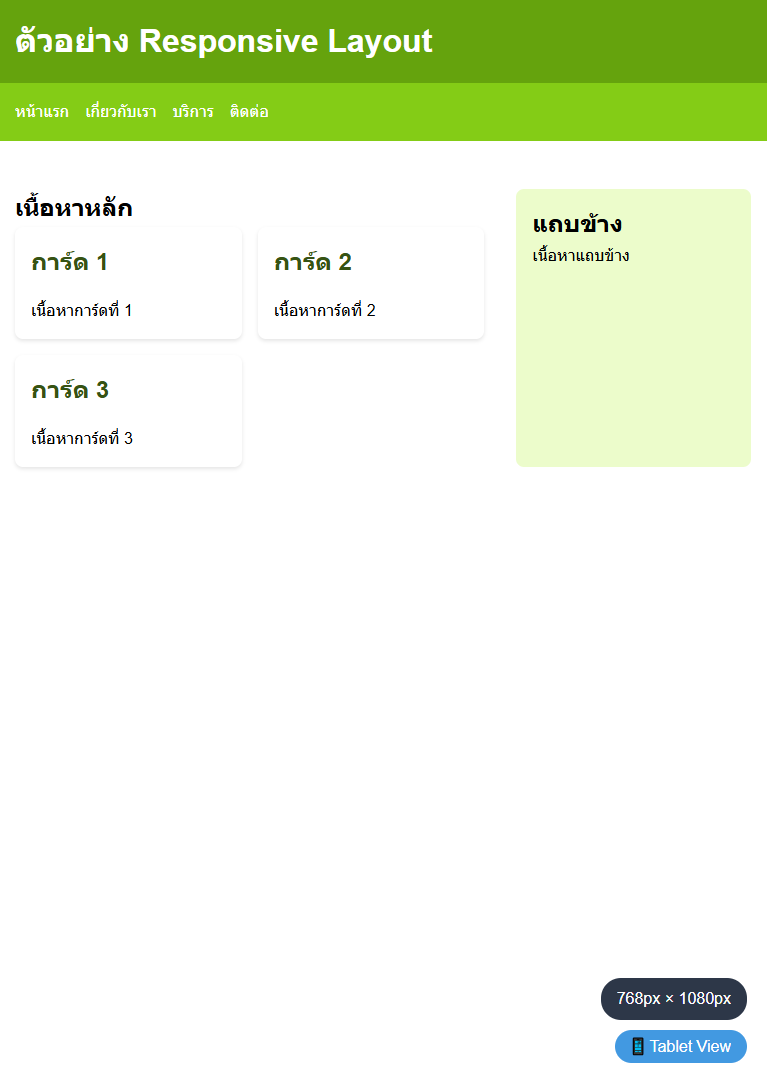 ตัวอย่าง Responsive Layout
หน้าแรก เกี่ยวกับเรา บริการ ติดต่อ
เนื้อหาหลัก
การ์ด 1
เนื้อหาการ์ดที่ 1
การ์ด 2
เนื้อหาการ์ดที่ 2
การ์ด 3
เนื้อหาการ์ดที่ 3
แถบข้าง
เนื้อหาแถบข้าง
768px × 1080px
Tablet View